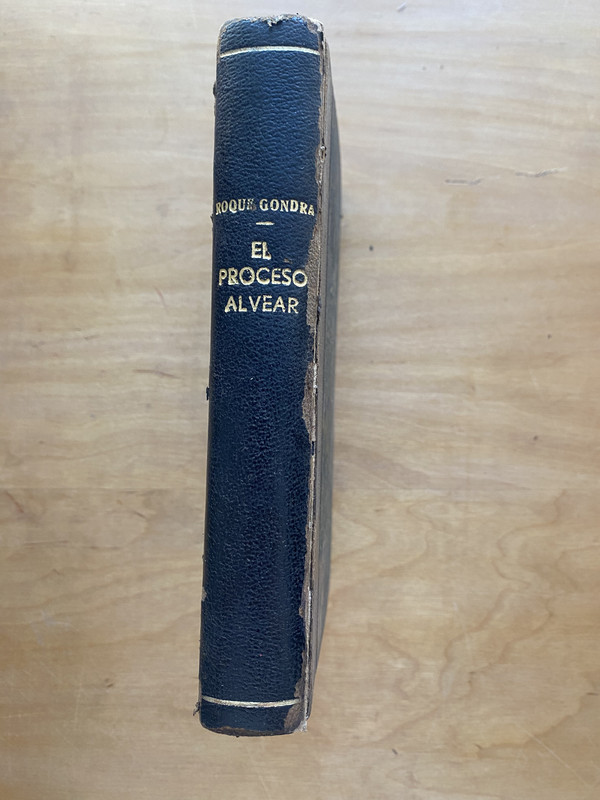 ROQUE GONDRA
EL
PROCESO
ALVEAR